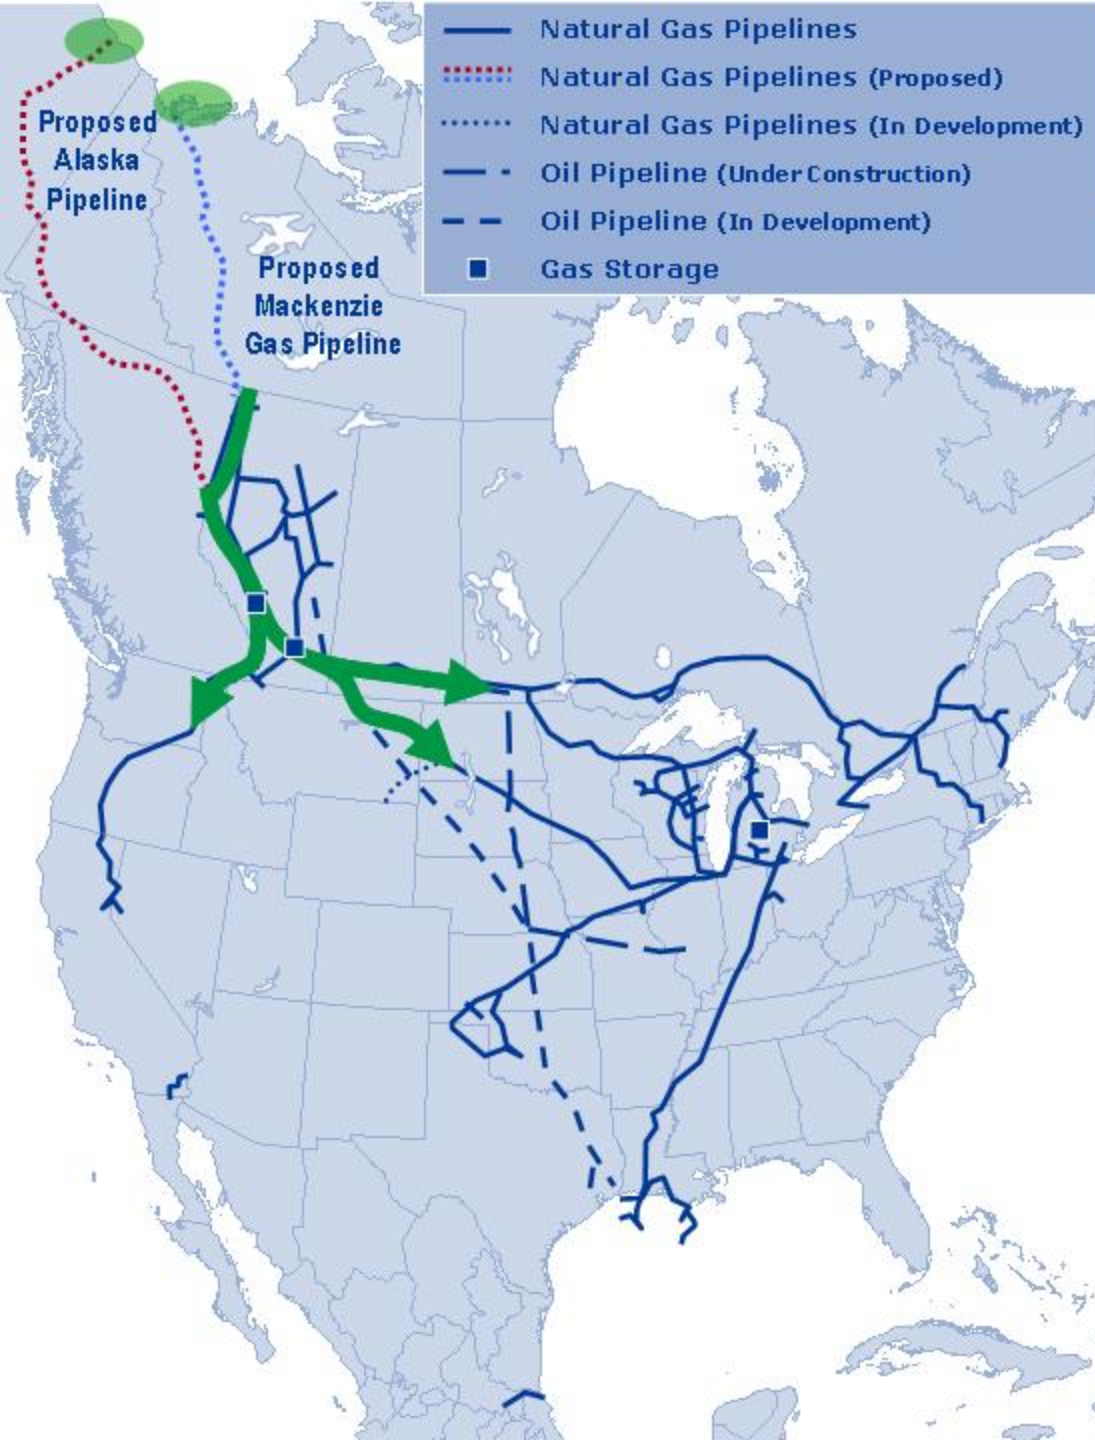 Natural Gas Pipelines
Natural Gas Pipelines (Proposed)
Natural Gas Pipelines (In Development)
Oil Pipeline (Under Construction)
Oil Pipeline (In Development)
Gas Storage
Proposed
Alaska
Pipeline
Proposed
Mackenzie
Gas Pipeline